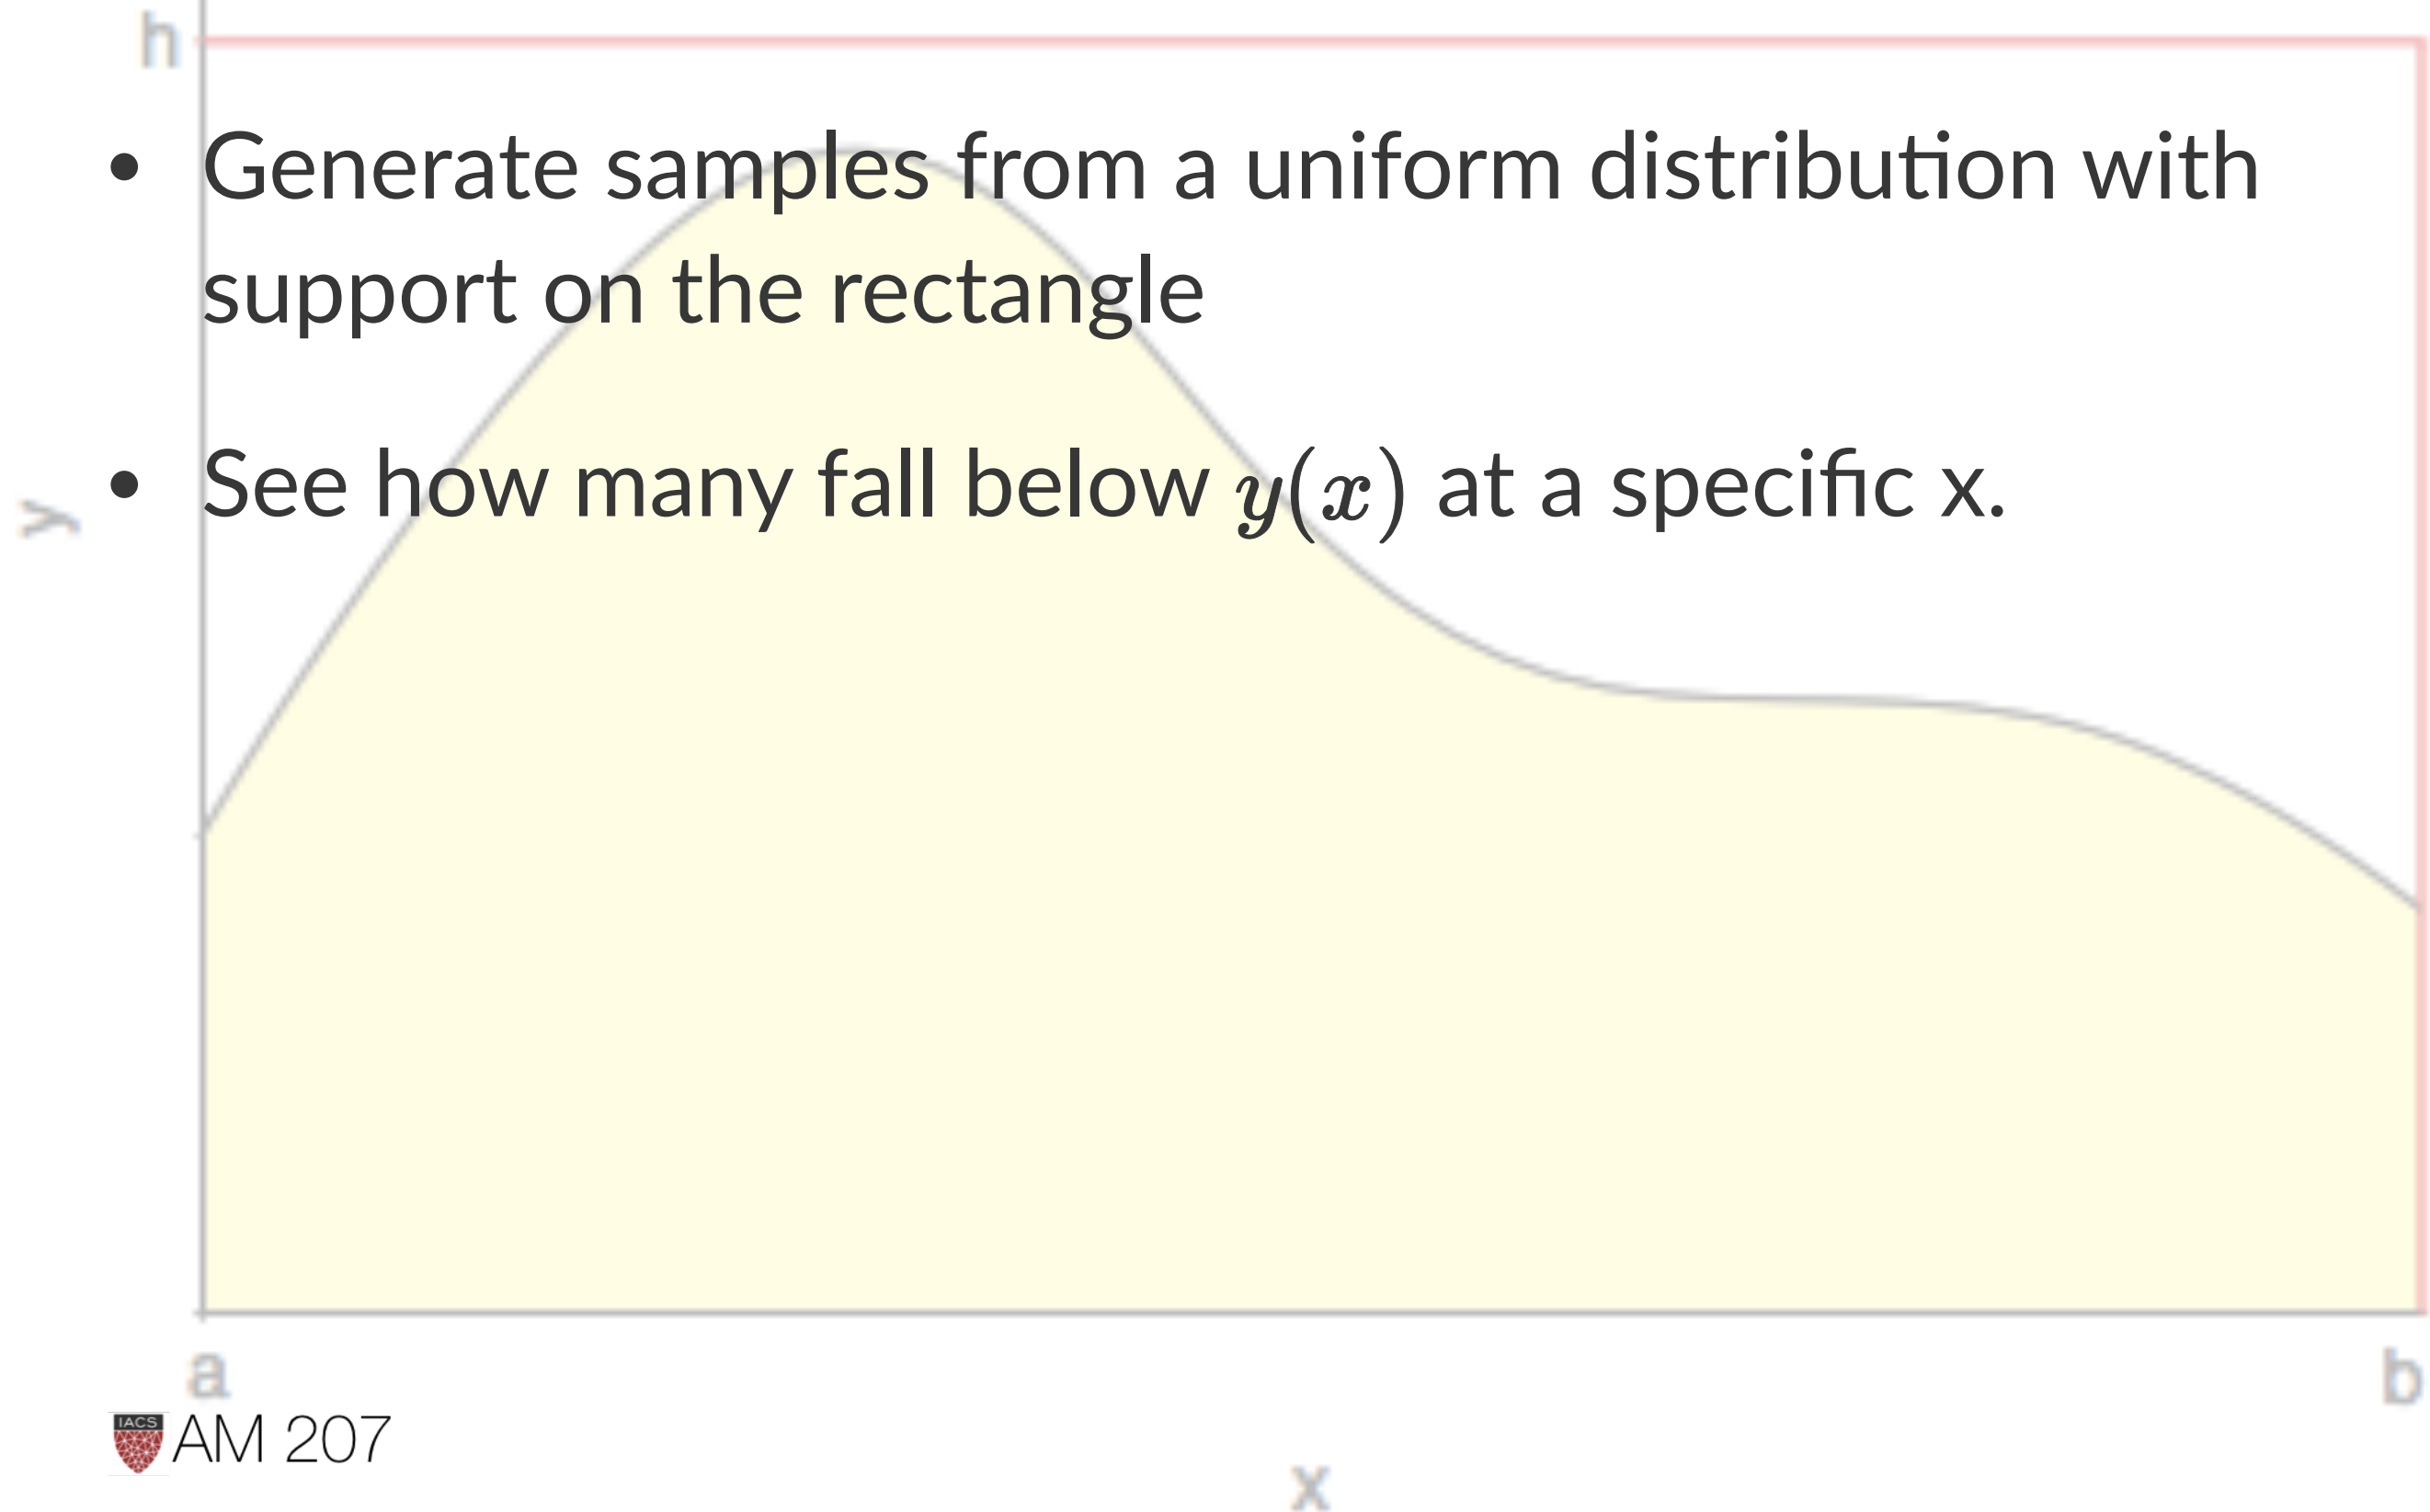 h
• Generate samples from a uniform distribution with
support on the rectangle
• See how many fall below y(x) at a specific x.
y
a
b
IACS
AM 207
x